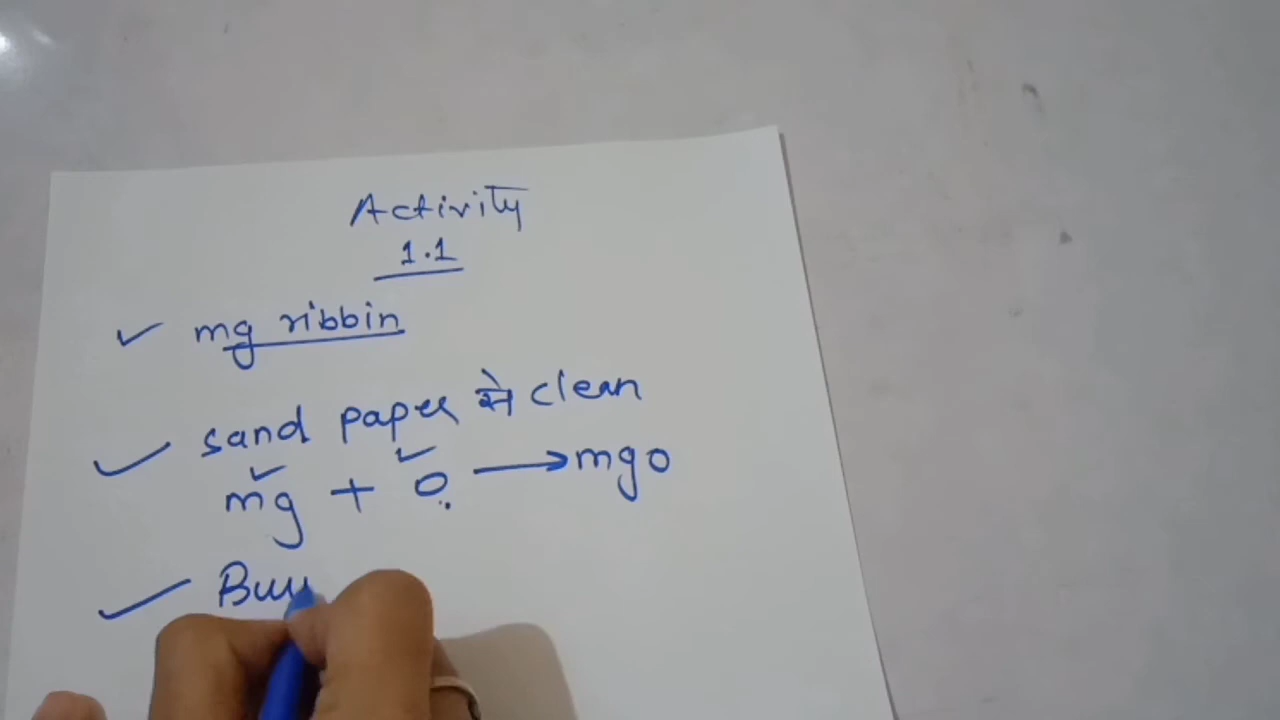 Activity
1.1
mg ribbin
sand paper से clean
mg + O → mgo